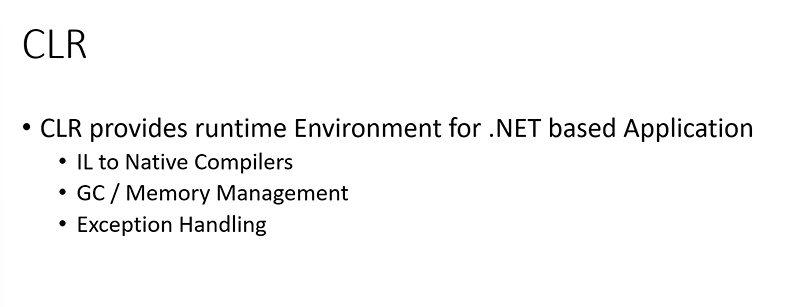 CLR
• CLR provides runtime Environment for .NET based Application
• IL to Native Compilers
• GC / Memory Management
• Exception Handling